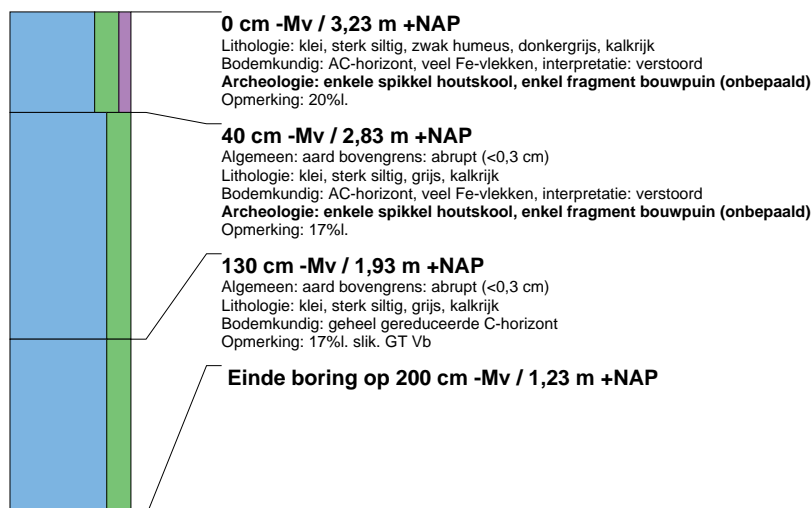 0 cm -Mv / 3,23 m +NAP
Lithologie: klei, sterk siltig, zwak humeus, donkergrijs, kalkrijk
Bodemkundig: AC-horizont, veel Fe-vlekken, interpretatie: verstoord
Archeologie: enkele spikkel houtskool, enkel fragment bouwpuin (onbepaald)
Opmerking: 20%l.
40 cm -Mv / 2,83 m +NAP
Algemeen: aard bovengrens: abrupt (<0,3 cm)
Lithologie: klei, sterk siltig, grijs, kalkrijk
Bodemkundig: AC-horizont, veel Fe-vlekken, interpretatie: verstoord
Archeologie: enkele spikkel houtskool, enkel fragment bouwpuin (onbepaald)
Opmerking: 17%l.
130 cm -Mv / 1,93 m +NAP
Algemeen: aard bovengrens: abrupt (<0,3 cm)
Lithologie: klei, sterk siltig, grijs, kalkrijk
Bodemkundig: geheel gereduceerde C-horizont
Opmerking: 17%l. slik. GT Vb
Einde boring op 200 cm -Mv / 1,23 m +NAP